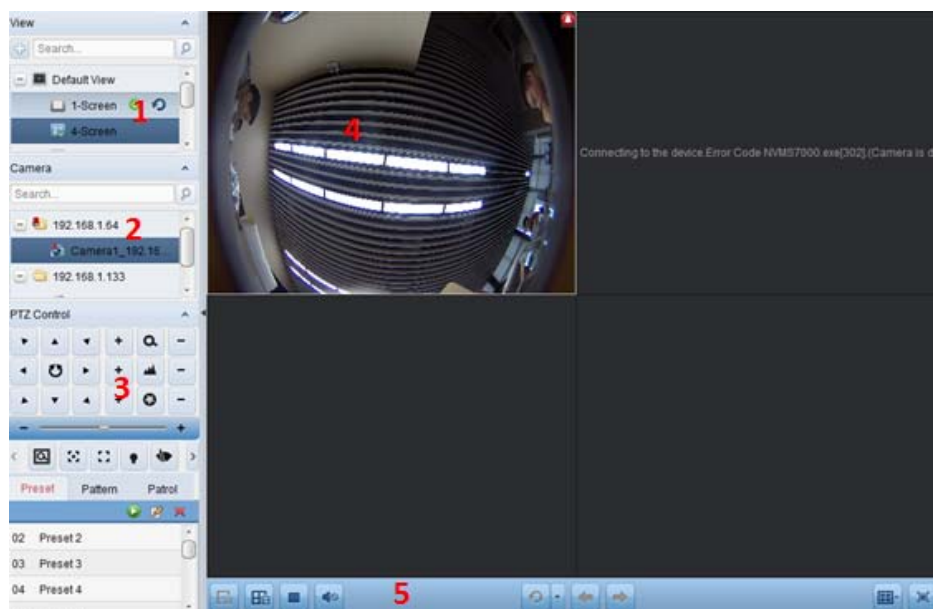 View
Search...
Default View
1-Screen
1
4-Screen
Camera
Search...
192.168.1.64
2
Camera1_192.16...
192.168.1.133
PTZ Control
3
Preset
Pattern
Patrol
02 Preset 2
03 Preset 3
04 Preset 4
4
Connecting to the device.Error Code NVMS7000.exe[302].(Camera is d
5